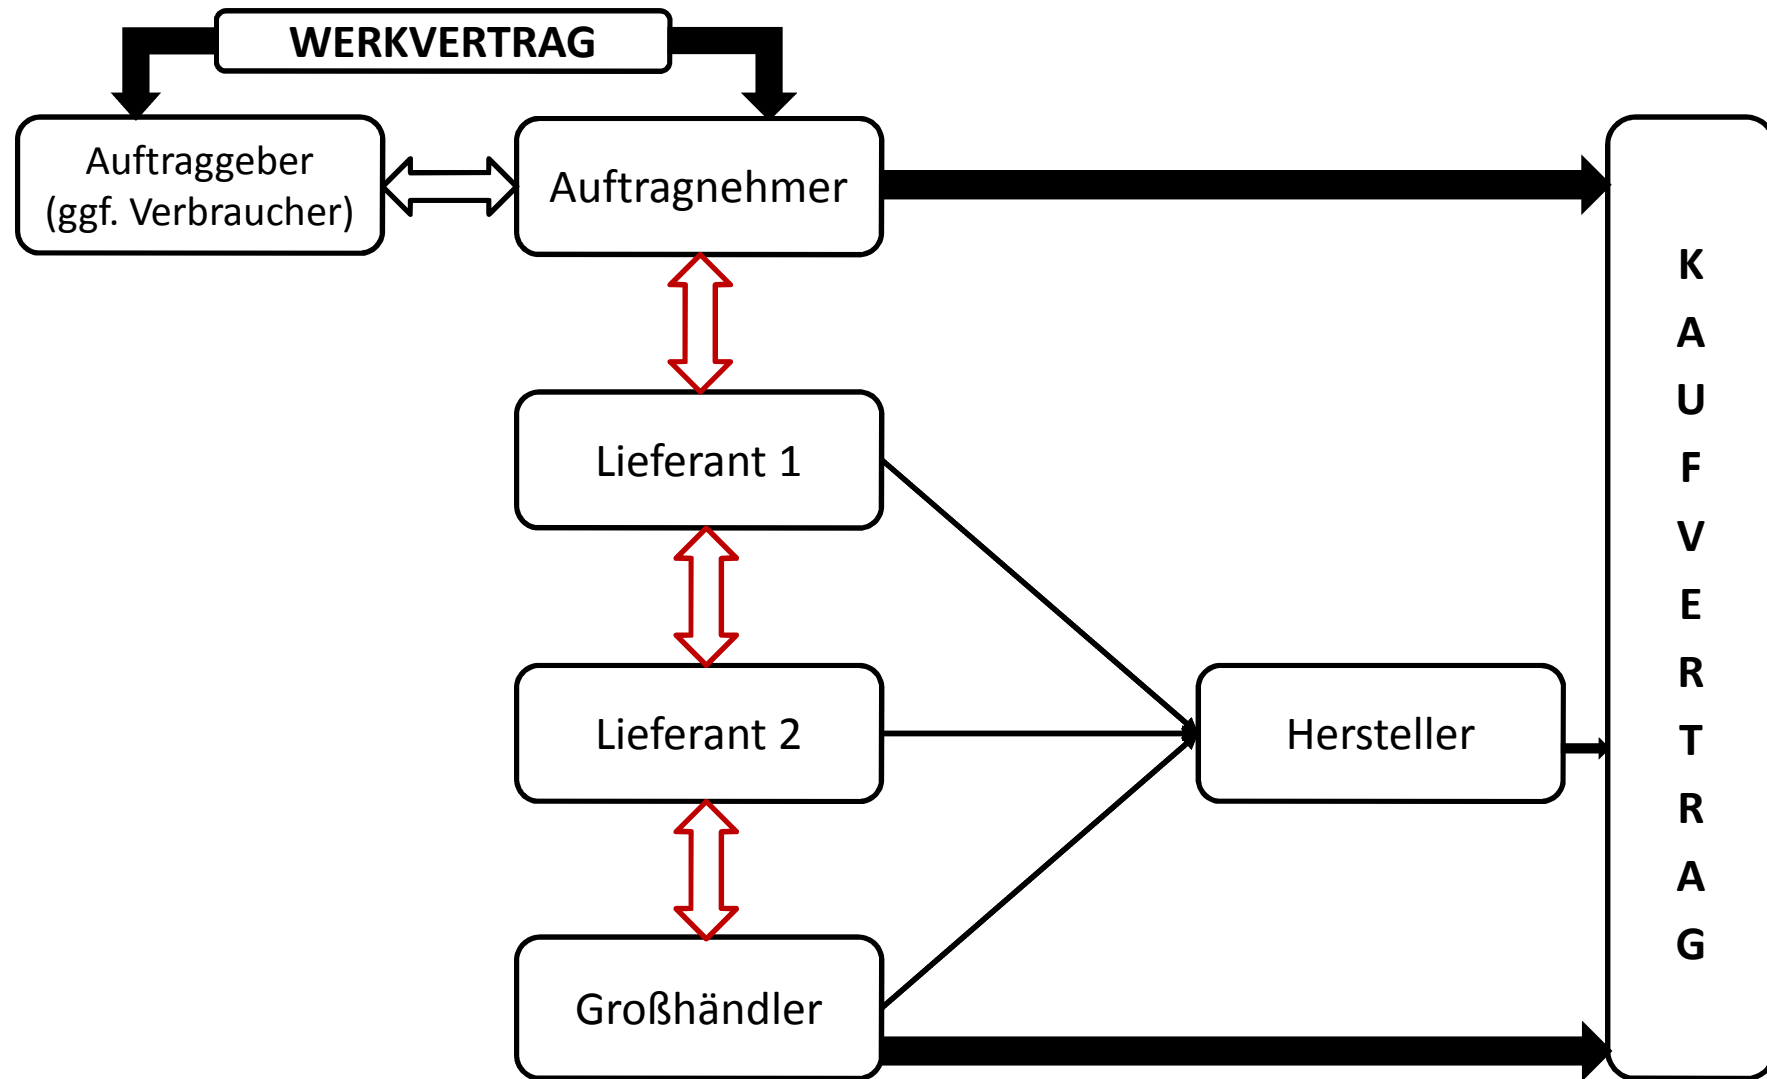 WERKVERTRAG
Auftraggeber
(ggf. Verbraucher)
Auftragnehmer
Lieferant 1
Lieferant 2
Hersteller
Großhändler
K
A
U
F
V
E
R
T
R
A
G